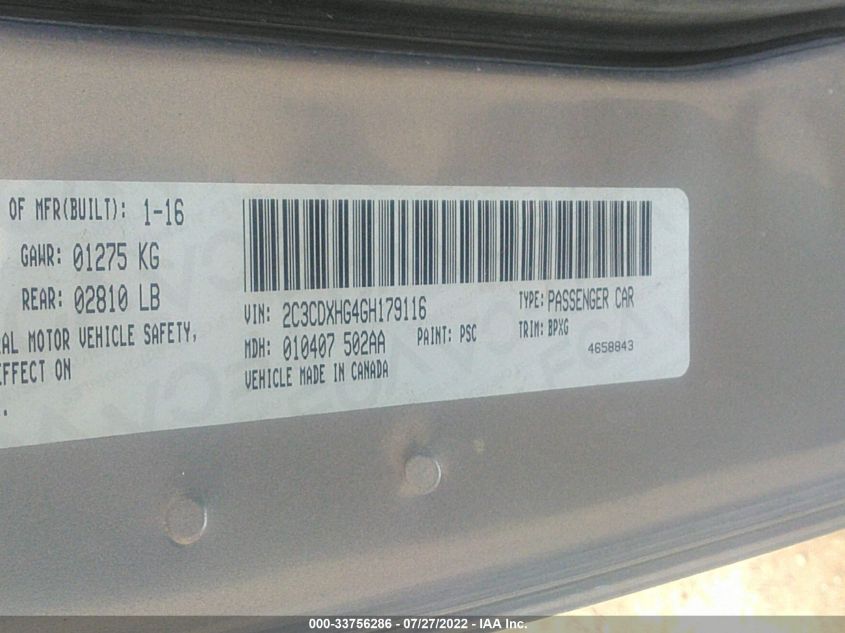 OF MFR(BUILT): 1-16
GAWR: 01275 KG
REAR: 02810 LB
MOTOR VEHICLE SAFETY,
EFFECT ON
VIN: 2C3CDXHG4GH179116
TYPE: PASSENGER CAR
MDH: 010407 502AA
PAINT: PSC
TRIM: BPXG
VEHICLE MADE IN CANADA
4658843
000-33756286 - 07/27/2022 - IAA Inc.